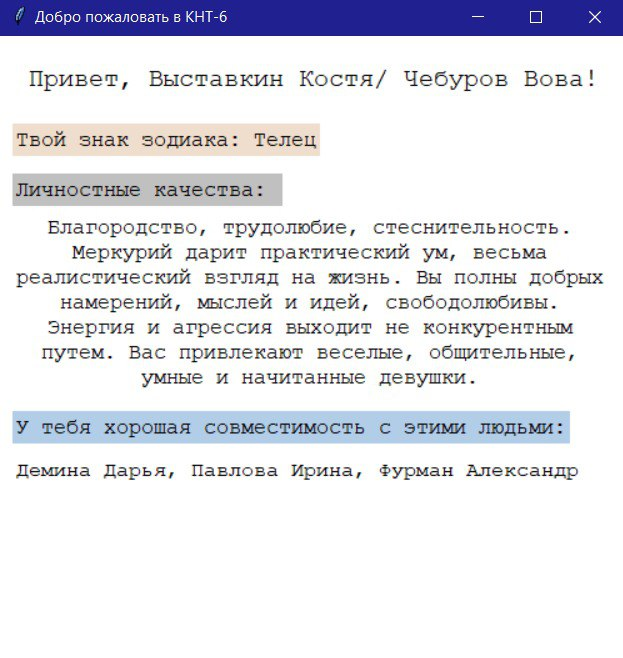 Добро пожаловать в КНТ-6
Привет, Выставкин Костя/ Чебуров Вова!
Твой знак зодиака: Телец
Личностные качества:
Благородство, трудолюбие, стеснительность.
Меркурий дарит практический ум, весьма
реалистический взгляд на жизнь. Вы полны добрых
намерений, мыслей и идей, свободолюбивы.
Энергия и агрессия выходит не конкурентным
путем. Вас привлекают веселые, общительные,
умные и начитанные девушки.
У тебя хорошая совместимость с этими людьми:
Демина Дарья, Павлова Ирина, Фурман Александр